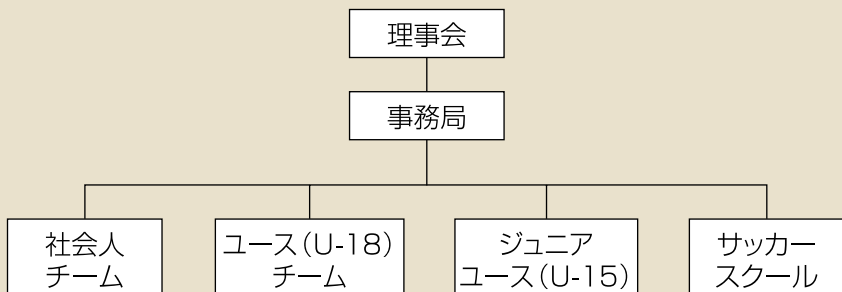 理事会
事務局
社会人
チーム
ユース(U-18)
チーム
ジュニア
ユース(U-15)
サッカー
スクール